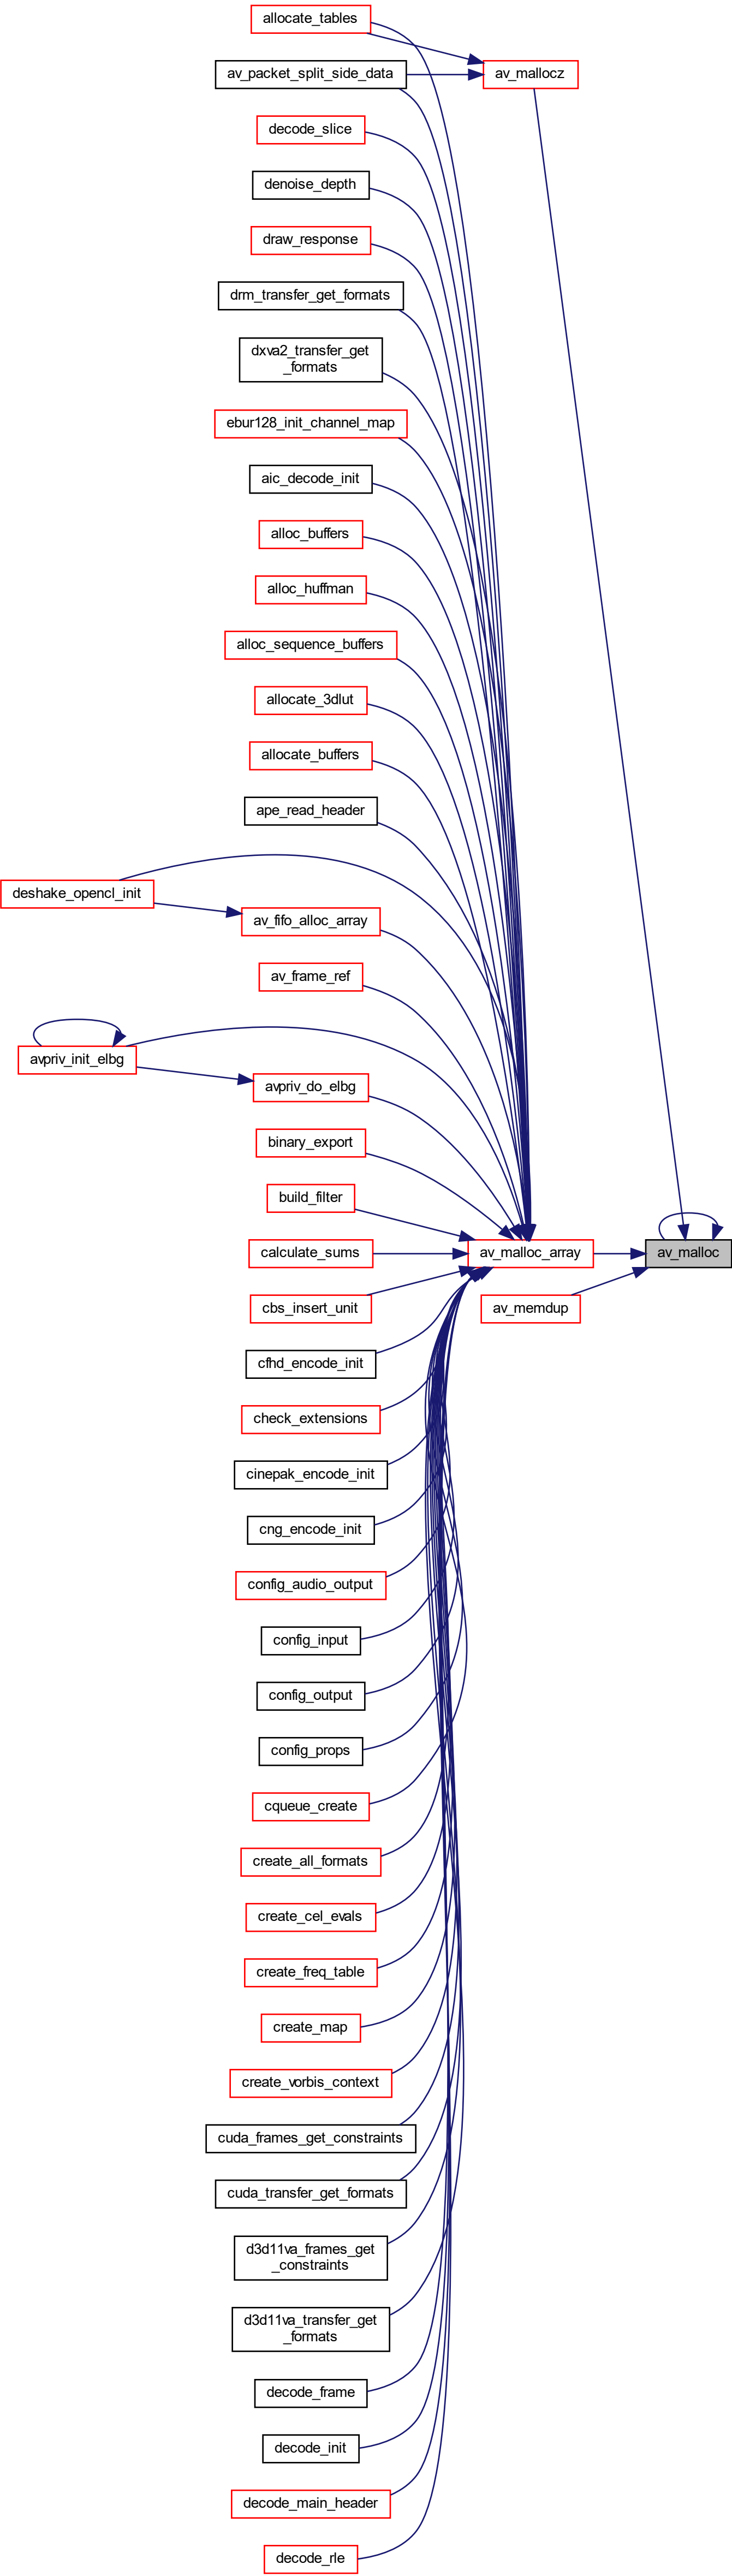 allocate_tables
av_mallocz
av_packet_split_side_data
decode_slice
denoise_depth
draw_response
drm_transfer_get_formats
dxva2_transfer_get
_formats
ebur128_init_channel_map
aic_decode_init
alloc_buffers
alloc_huffman
alloc_sequence_buffers
allocate_3dlut
allocate_buffers
ape_read_header
deshake_opencl_init
av_fifo_alloc_array
av_frame_ref
avpriv_init_elbg
avpriv_do_elbg
binary_export
build_filter
calculate_sums
av_malloc_array
av_malloc
cbs_insert_unit
av_memdup
cfhd_encode_init
check_extensions
cinepak_encode_init
cng_encode_init
config_audio_output
config_input
config_output
config_props
cqueue_create
create_all_formats
create_cel_evals
create_freq_table
create_map
create_vorbis_context
cuda_frames_get_constraints
cuda_transfer_get_formats
d3d11va_frames_get
_constraints
d3d11va_transfer_get
_formats
decode_frame
decode_init
decode_main_header
decode_rle